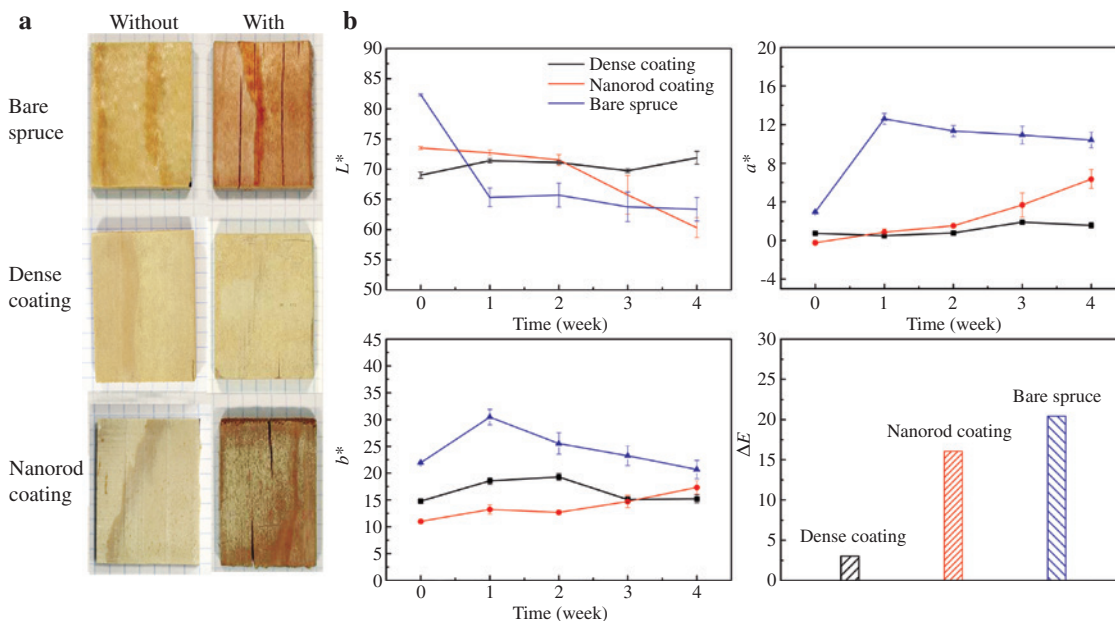 a
Without
With
Bare
spruce
Dense
coating
Nanorod
coating
b
90
85
80
75
70
65
60
55
50
L*
Dense coating
Nanorod coating
Bare spruce
0
1
2
3
4
Time (week)
20
16
12
8
4
0
-4
a*
0
1
2
3
4
Time (week)
45
40
35
30
25
20
15
10
5
0
b*
0
1
2
3
4
Time (week)
30
25
20
15
10
5
0
ΔE
Dense coating
Nanorod coating
Bare spruce